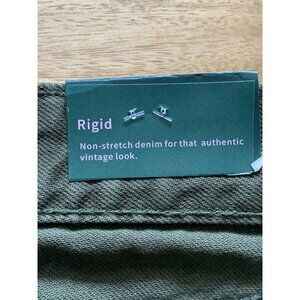 Rigid
Non-stretch denim for that authentic
vintage look.